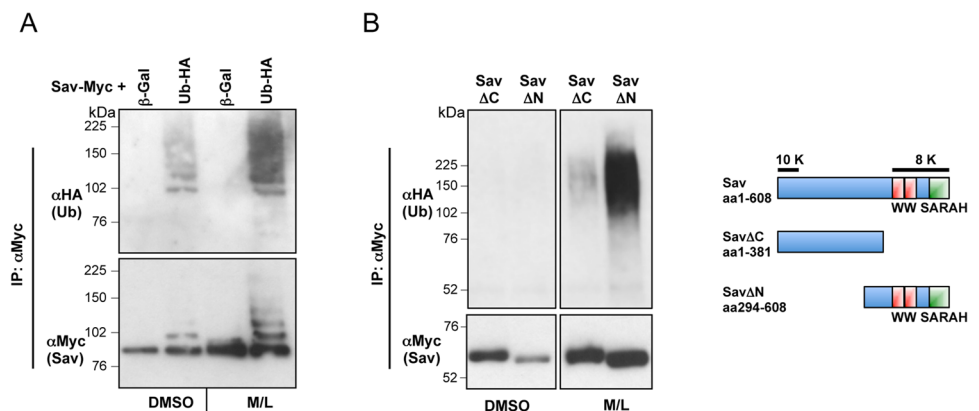 A
Sav-Myc +
β-Gal
Ub-HA
β-Gal
Ub-HA
kDa
225
150
102
76
αHA
(Ub)
225
150
102
76
αMyc
(Sav)
IP: αMyc
DMSO
M/L
B
Sav
ΔC
Sav
ΔN
Sav
ΔC
Sav
ΔN
kDa
225
150
102
76
52
αHA
(Ub)
76
52
αMyc
(Sav)
IP: αMyc
DMSO
M/L
10 K
8 K
Sav
aa1-608
WW SARAH
SavΔC
aa1-381
SavΔN
aa294-608
WW SARAH